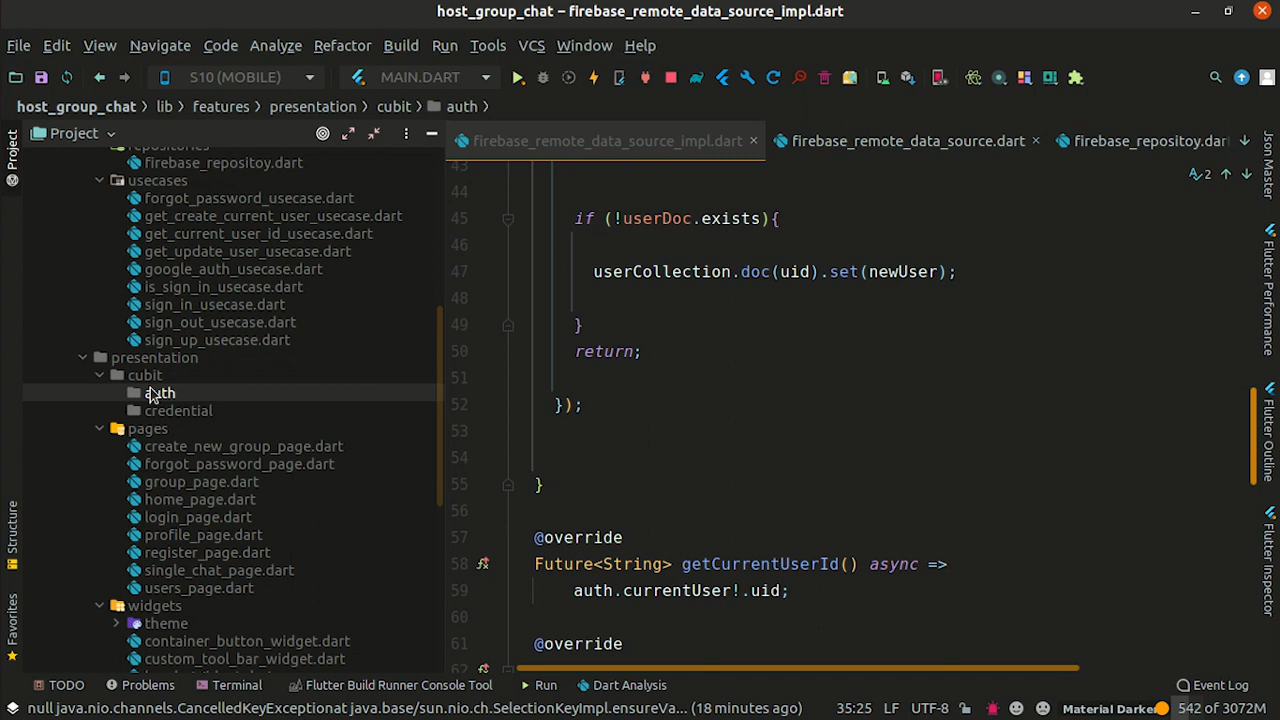 host_group_chat – firebase_remote_data_source_impl.dart
File Edit View Navigate Code Analyze Refactor Build Run Tools VCS Window Help
S10 (MOBILE) MAIN.DART
host_group_chat lib features presentation cubit auth
Project
firebase_remote_data_source_impl.dart firebase_remote_data_source.dart firebase_repositoy.dart
repositories
firebase_repositoy.dart
usecases
forgot_password_usecase.dart
get_create_current_user_usecase.dart
get_current_user_id_usecase.dart
get_update_user_usecase.dart
google_auth_usecase.dart
is_sign_in_usecase.dart
sign_in_usecase.dart
sign_out_usecase.dart
sign_up_usecase.dart
presentation
cubit
auth
credential
pages
create_new_group_page.dart
forgot_password_page.dart
group_page.dart
home_page.dart
login_page.dart
profile_page.dart
register_page.dart
single_chat_page.dart
users_page.dart
widgets
theme
container_button_widget.dart
custom_tool_bar_widget.dart
43
44
45 if (!userDoc.exists){
46
47 userCollection.doc(uid).set(newUser);
48
49 }
50 return;
51
52 });
53
54
55 }
56
57 @override
58 Future<String> getCurrentUserId() async =>
59 auth.currentUser!.uid;
60
61 @override
62
2
Project
Structure
Favorites
Json Master
Flutter Performance
Flutter Outline
Flutter Inspector
TODO Problems Terminal Flutter Build Runner Console Tool Run Dart Analysis Event Log
null java.nio.channels.CancelledKeyExceptional java.base/sun.nio.ch.SelectionKeyImpl.ensureVa... (18 minutes ago) 35:25 LF UTF-8 Material Darker 542 of 3072M